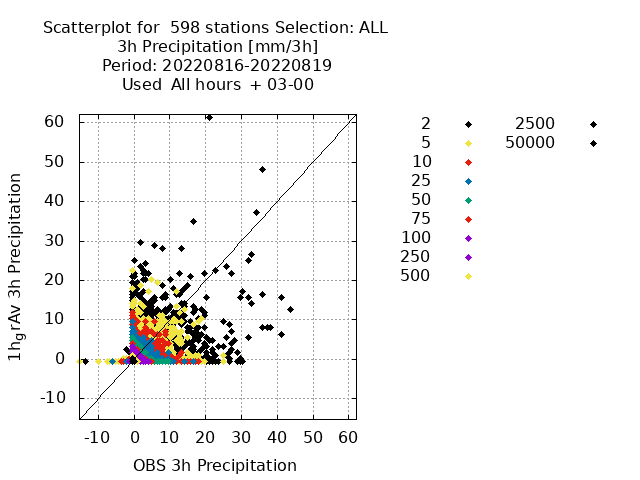 Scatterplot for  598 stations Selection: ALL
3h Precipitation [mm/3h]
Period: 20220816-20220819
Used  All hours  + 03-00
60
50
40
30
20
10
0
-10
1hgrAv 3h Precipitation
-10 0 10 20 30 40 50 60
OBS 3h Precipitation
2
5
10
25
50
75
100
250
500
2500
50000